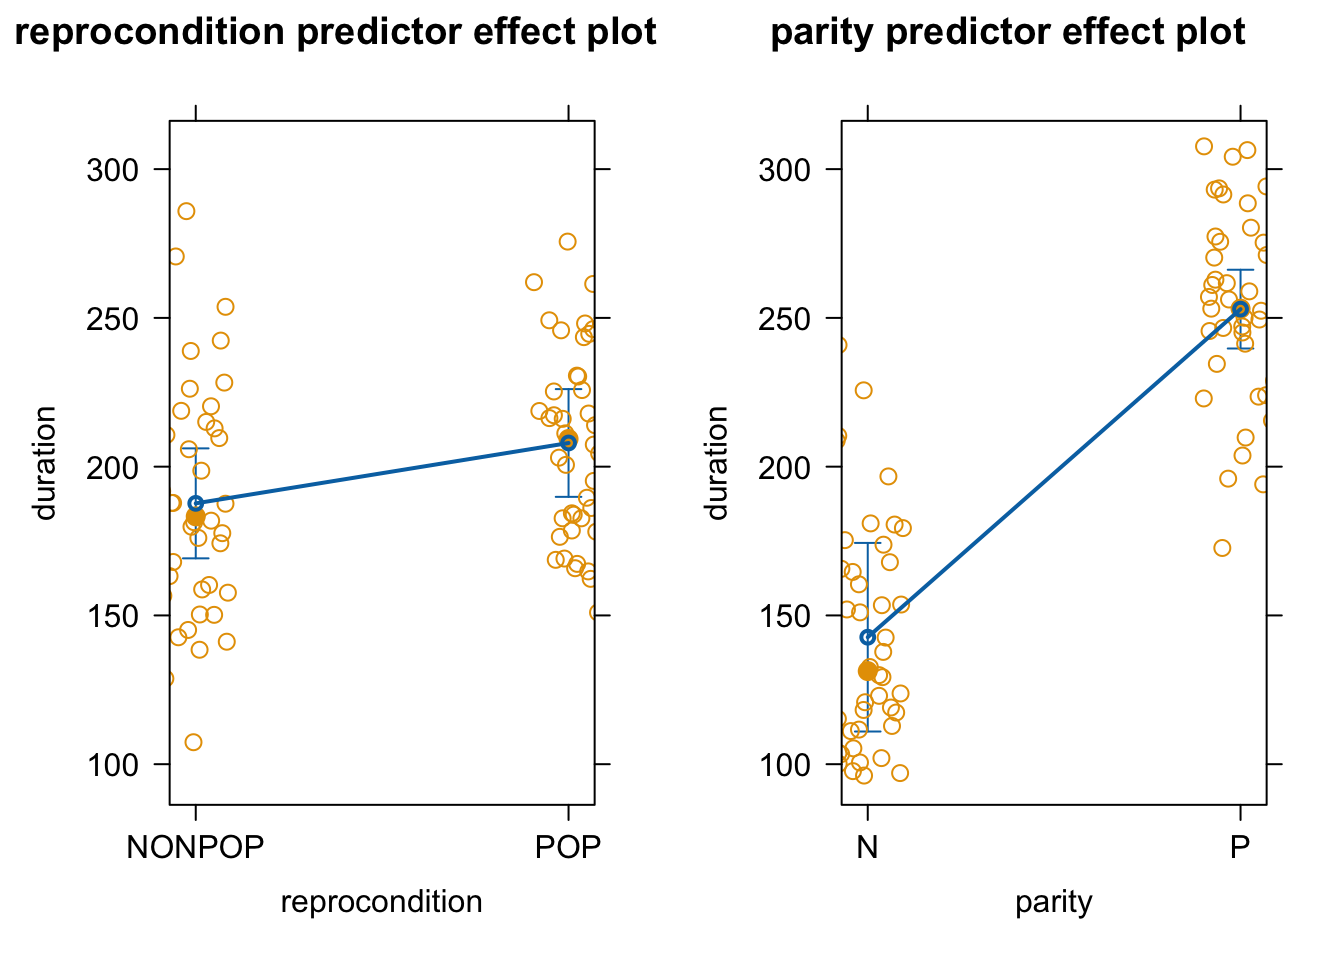 reprocondition predictor effect plot
duration
300
250
200
150
100
NONPOP POP
reprocondition
parity predictor effect plot
duration
300
250
200
150
100
N P
parity